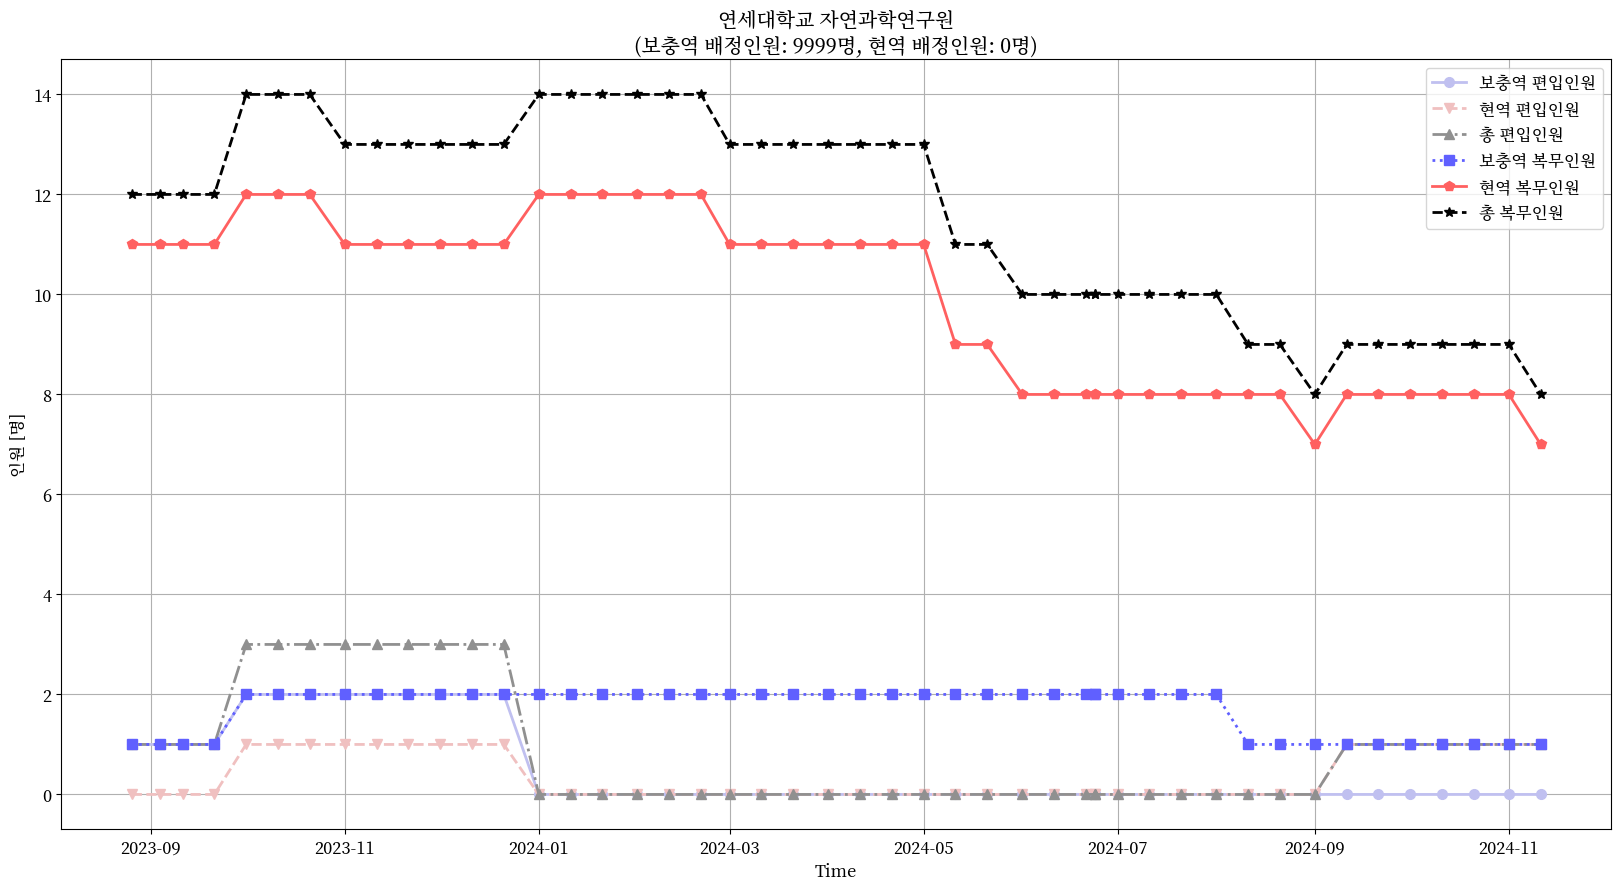 연세대학교 자연과학연구원
(보충역 배정인원: 9999명, 현역 배정인원: 0명)
보충역 편입인원
현역 편입인원
총 편입인원
보충역 복무인원
현역 복무인원
총 복무인원
인원 [명]
14
12
10
8
6
4
2
0
2023-09 2023-11 2024-01 2024-03 2024-05 2024-07 2024-09 2024-11
Time